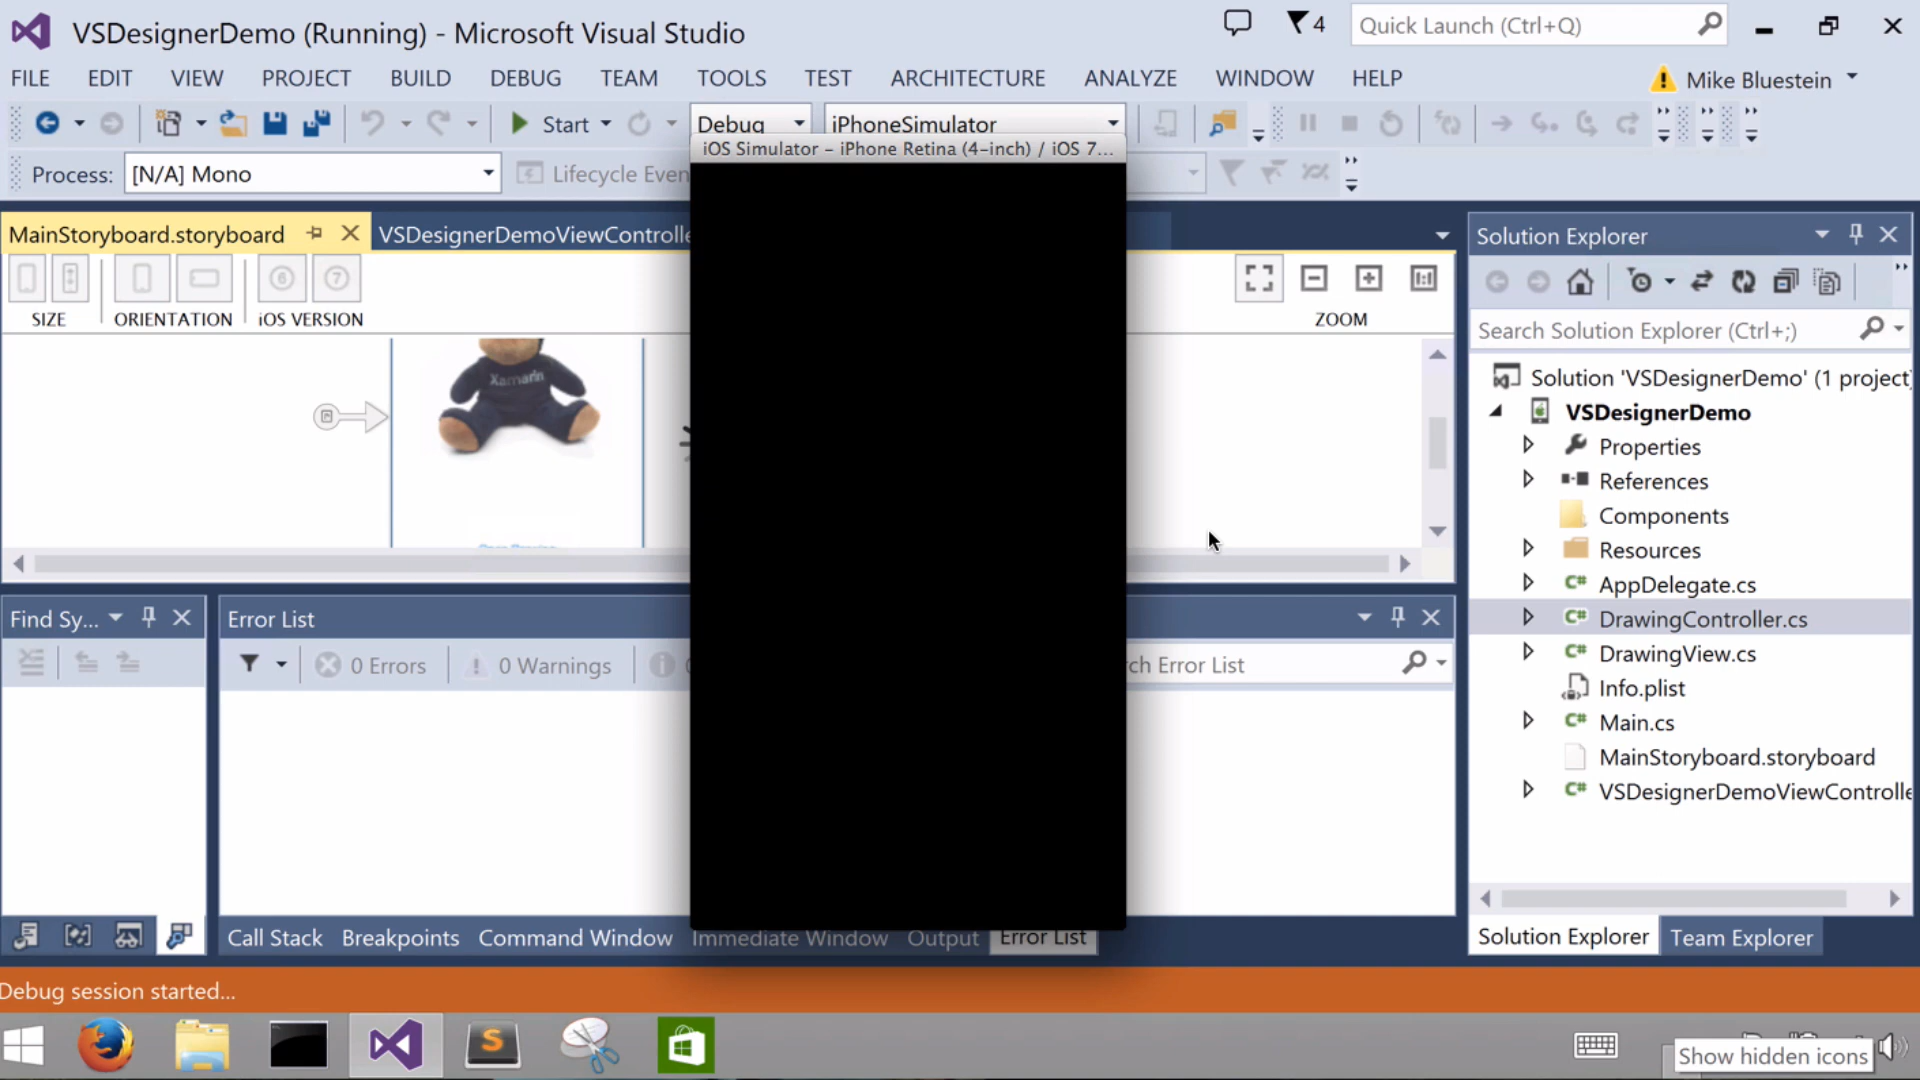 VSDesignerDemo (Running) - Microsoft Visual Studio
4
Quick Launch (Ctrl+Q)
FILE EDIT VIEW PROJECT BUILD DEBUG TEAM TOOLS TEST ARCHITECTURE ANALYZE WINDOW HELP
Mike Bluestein
Start
Debug
iPhoneSimulator
iOS Simulator - iPhone Retina (4-inch) / iOS 7...
Process:
[N/A] Mono
Lifecycle Even
MainStoryboard.storyboard
VSDesignerDemoViewControlle
SIZE
ORIENTATION
6
7
iOS VERSION
1:1
ZOOM
Xamarin
Solution Explorer
Search Solution Explorer (Ctrl+;)
Solution 'VSDesignerDemo' (1 project
VSDesignerDemo
Properties
References
Components
Resources
C# AppDelegate.cs
C# DrawingController.cs
C# DrawingView.cs
Info.plist
C# Main.cs
MainStoryboard.storyboard
C# VSDesignerDemoViewControlle
Find Sy...
Error List
0 Errors
0 Warnings
ch Error List
Call Stack
Breakpoints
Command Window
Immediate Window
Output
Error List
Solution Explorer
Team Explorer
Debug session started...
S
Show hidden icons